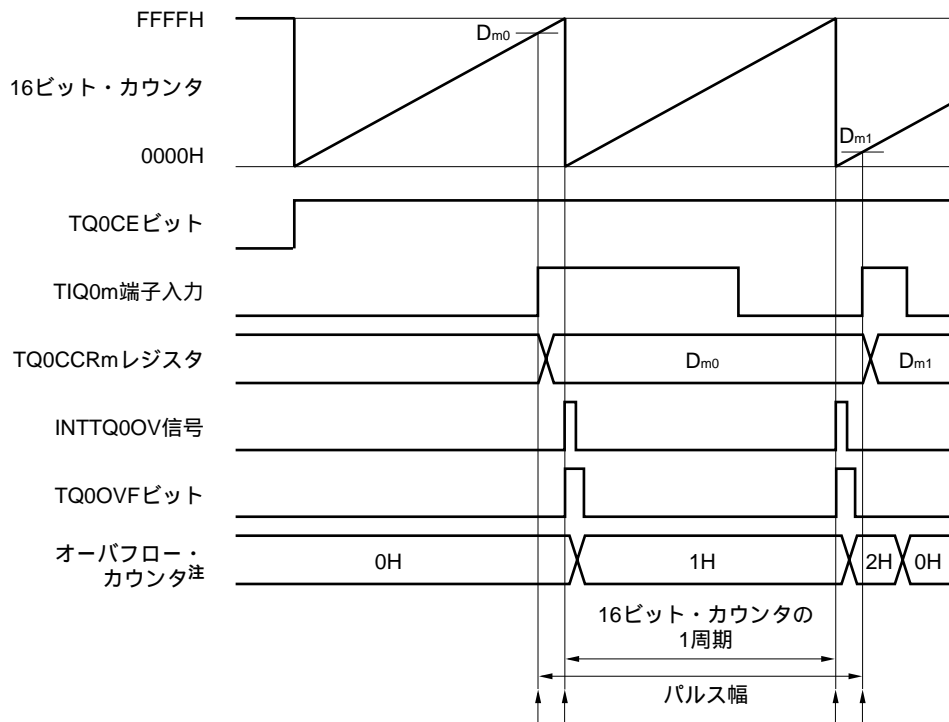 FFFFH
Dm0
16ビット・カウンタ
Dm1
0000H
TQ0CEビット
TIQ0m端子入力
TQ0CCRmレジスタ
Dm0
Dm1
INTTQ0OV信号
TQ0OVFビット
オーバフロー・
カウンタ注
0H
1H
2H
0H
16ビット・カウンタの
1周期
パルス幅